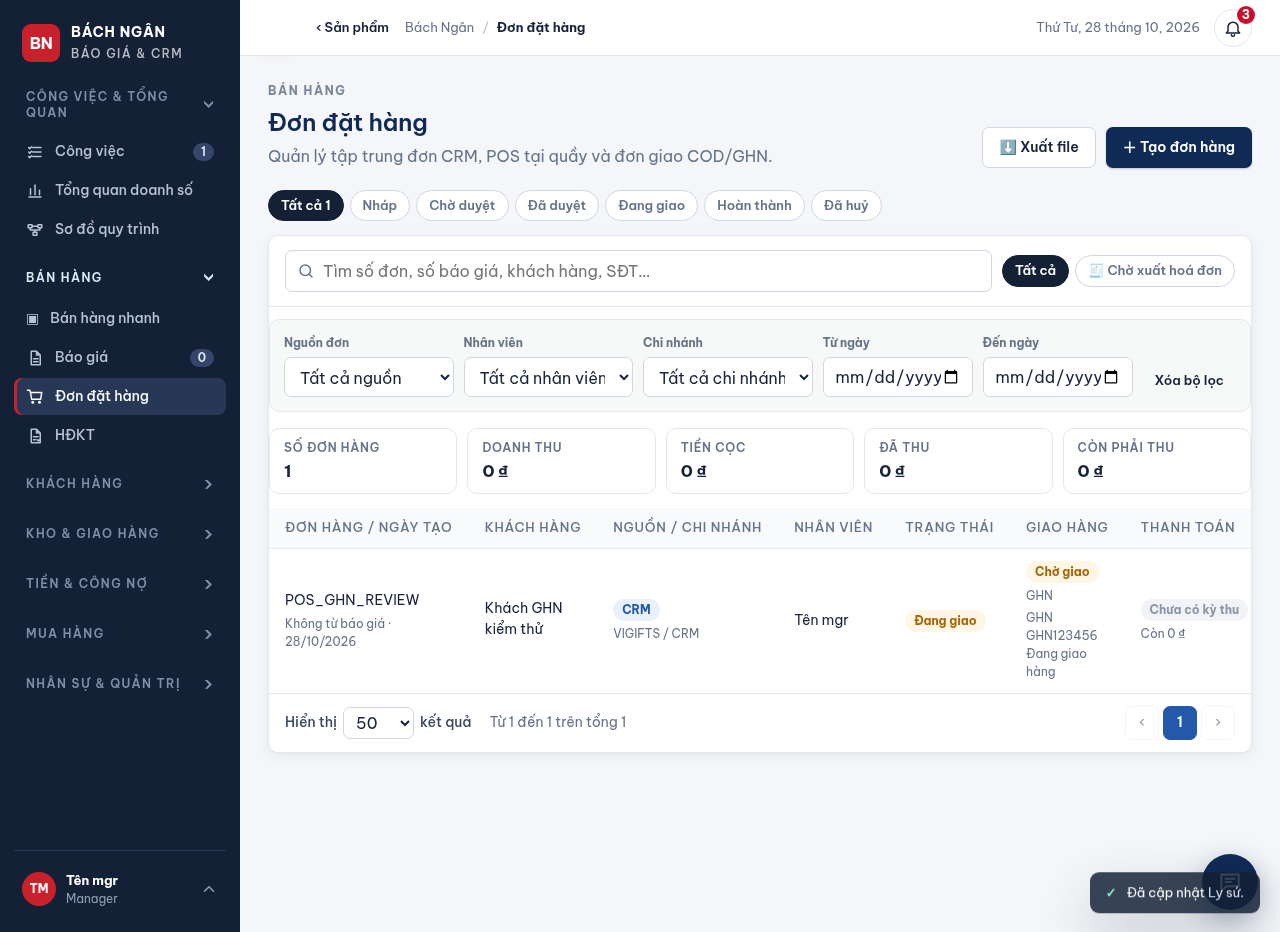 BN
BÁCH NGÂN
BÁO GIÁ & CRM
CÔNG VIỆC & TỔNG
QUAN
Công việc 1
Tổng quan doanh số
Sơ đồ quy trình
BÁN HÀNG
Bán hàng nhanh
Báo giá 0
Đơn đặt hàng
HĐKT
KHÁCH HÀNG
KHO & GIAO HÀNG
TIỀN & CÔNG NỢ
MUA HÀNG
NHÂN SỰ & QUẢN TRỊ
TM
Tên mgr
Manager
‹ Sản phẩm Bách Ngân / Đơn đặt hàng
Thứ Tư, 28 tháng 10, 2026
3
BÁN HÀNG
Đơn đặt hàng
Quản lý tập trung đơn CRM, POS tại quầy và đơn giao COD/GHN.
⬇️ Xuất file
+ Tạo đơn hàng
Tất cả 1 Nháp Chờ duyệt Đã duyệt Đang giao Hoàn thành Đã huỷ
Tìm số đơn, số báo giá, khách hàng, SĐT...
Tất cả 🧾 Chờ xuất hoá đơn
Nguồn đơn Nhân viên Chi nhánh Từ ngày Đến ngày
Tất cả nguồn Tất cả nhân viên Tất cả chi nhánh mm/dd/yyyy mm/dd/yyyy Xóa bộ lọc
SỐ ĐƠN HÀNG DOANH THU TIỀN CỌC ĐÃ THU CÒN PHẢI THU
1 0 ₫ 0 ₫ 0 ₫ 0 ₫
ĐƠN HÀNG / NGÀY TẠO KHÁCH HÀNG NGUỒN / CHI NHÁNH NHÂN VIÊN TRẠNG THÁI GIAO HÀNG THANH TOÁN
POS_GHN_REVIEW
Không từ báo giá ·
28/10/2026
Khách GHN
kiểm thử
CRM
VIGIFTS / CRM
Tên mgr
Đang giao
Chờ giao
GHN
GHN
GHN123456
Đang giao
hàng
Chưa có kỳ thu
Còn 0 ₫
Hiển thị 50 kết quả Từ 1 đến 1 trên tổng 1
‹ 1 ›
✓ Đã cập nhật Ly sứ.